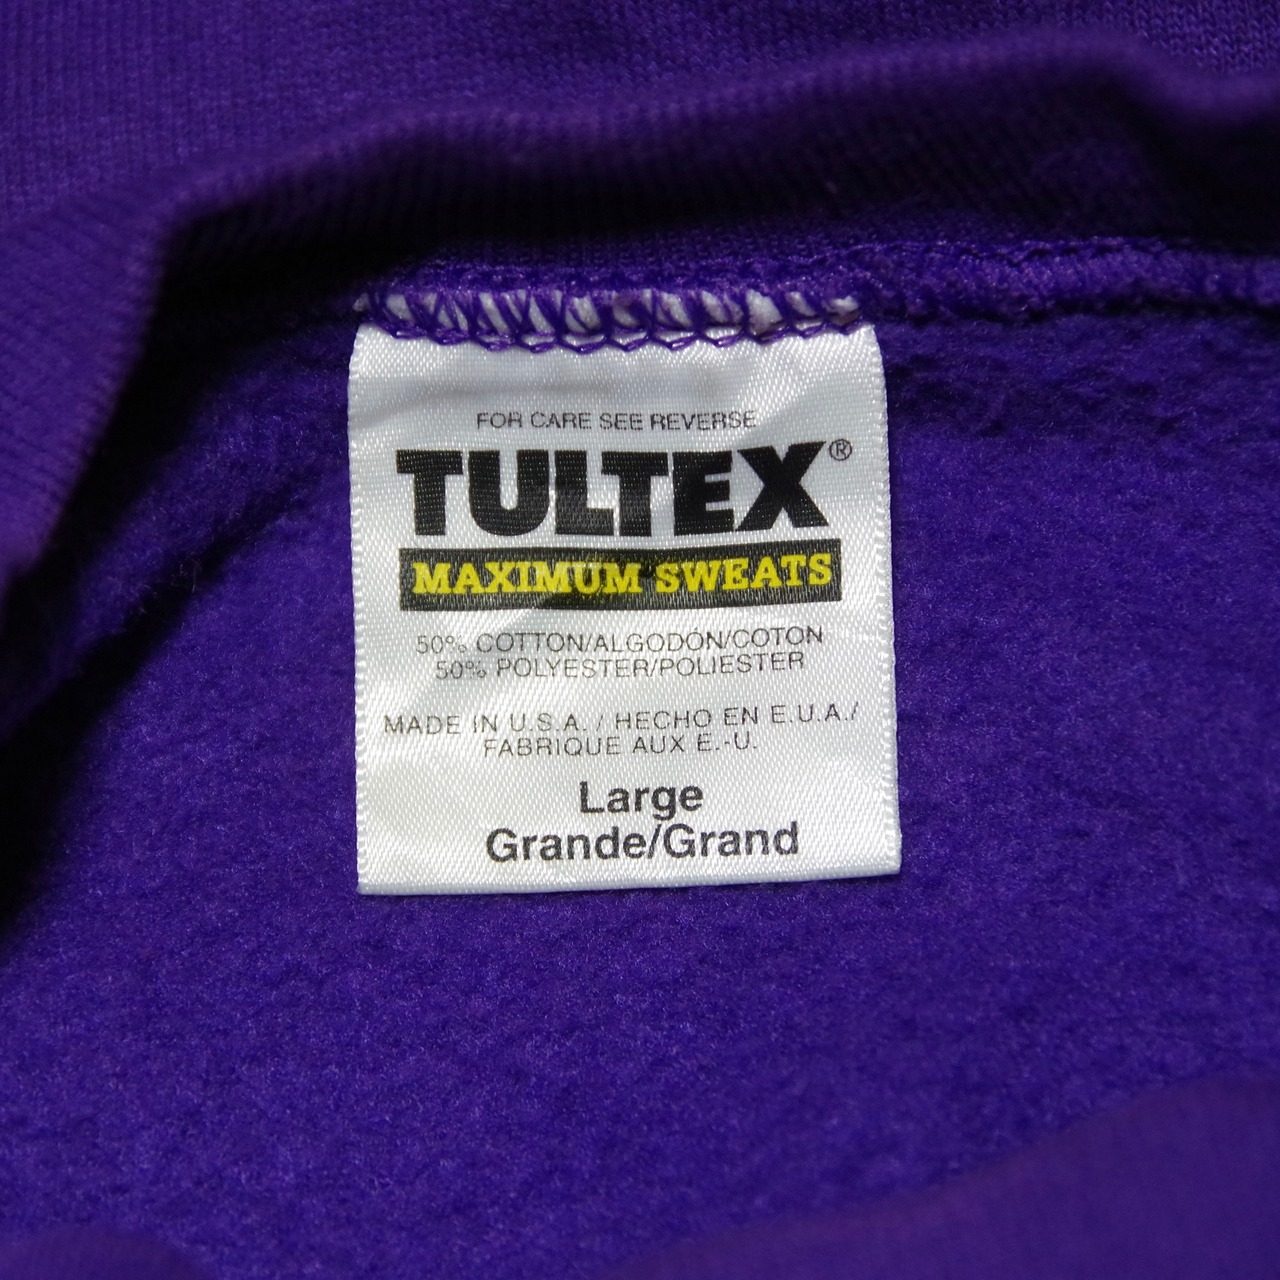 FOR CARE SEE REVERSE
TULTEX®
MAXIMUM SWEATS
50% COTTON/ALGODÓN/COTON
50% POLYESTER/POLIESTER
MADE IN U.S.A. / HECHO EN E.U.A./
FABRIQUE AUX E.-U.
Large
Grande/Grand